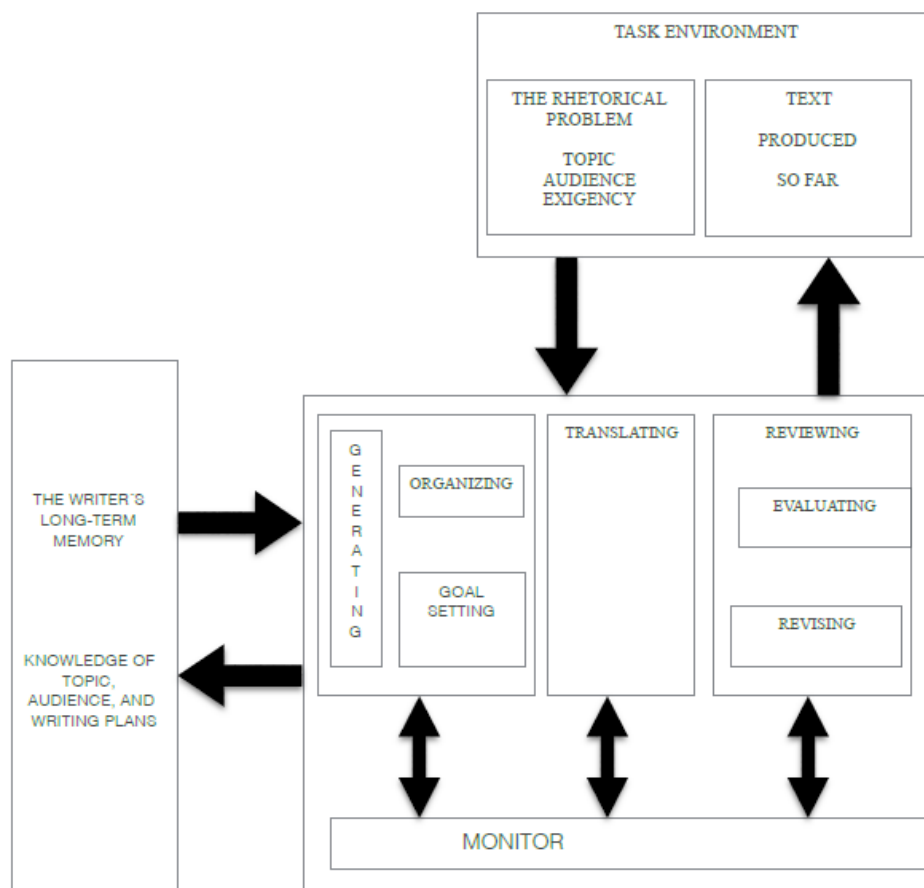 TASK ENVIRONMENT
THE RHETORICAL
PROBLEM
TOPIC
AUDIENCE
EXIGENCY
TEXT
PRODUCED
SO FAR
THE WRITER´S
LONG-TERM
MEMORY
KNOWLEDGE OF
TOPIC,
AUDIENCE, AND
WRITING PLANS
GENERATING
ORGANIZING
GOAL
SETTING
TRANSLATING
REVIEWING
EVALUATING
REVISING
MONITOR